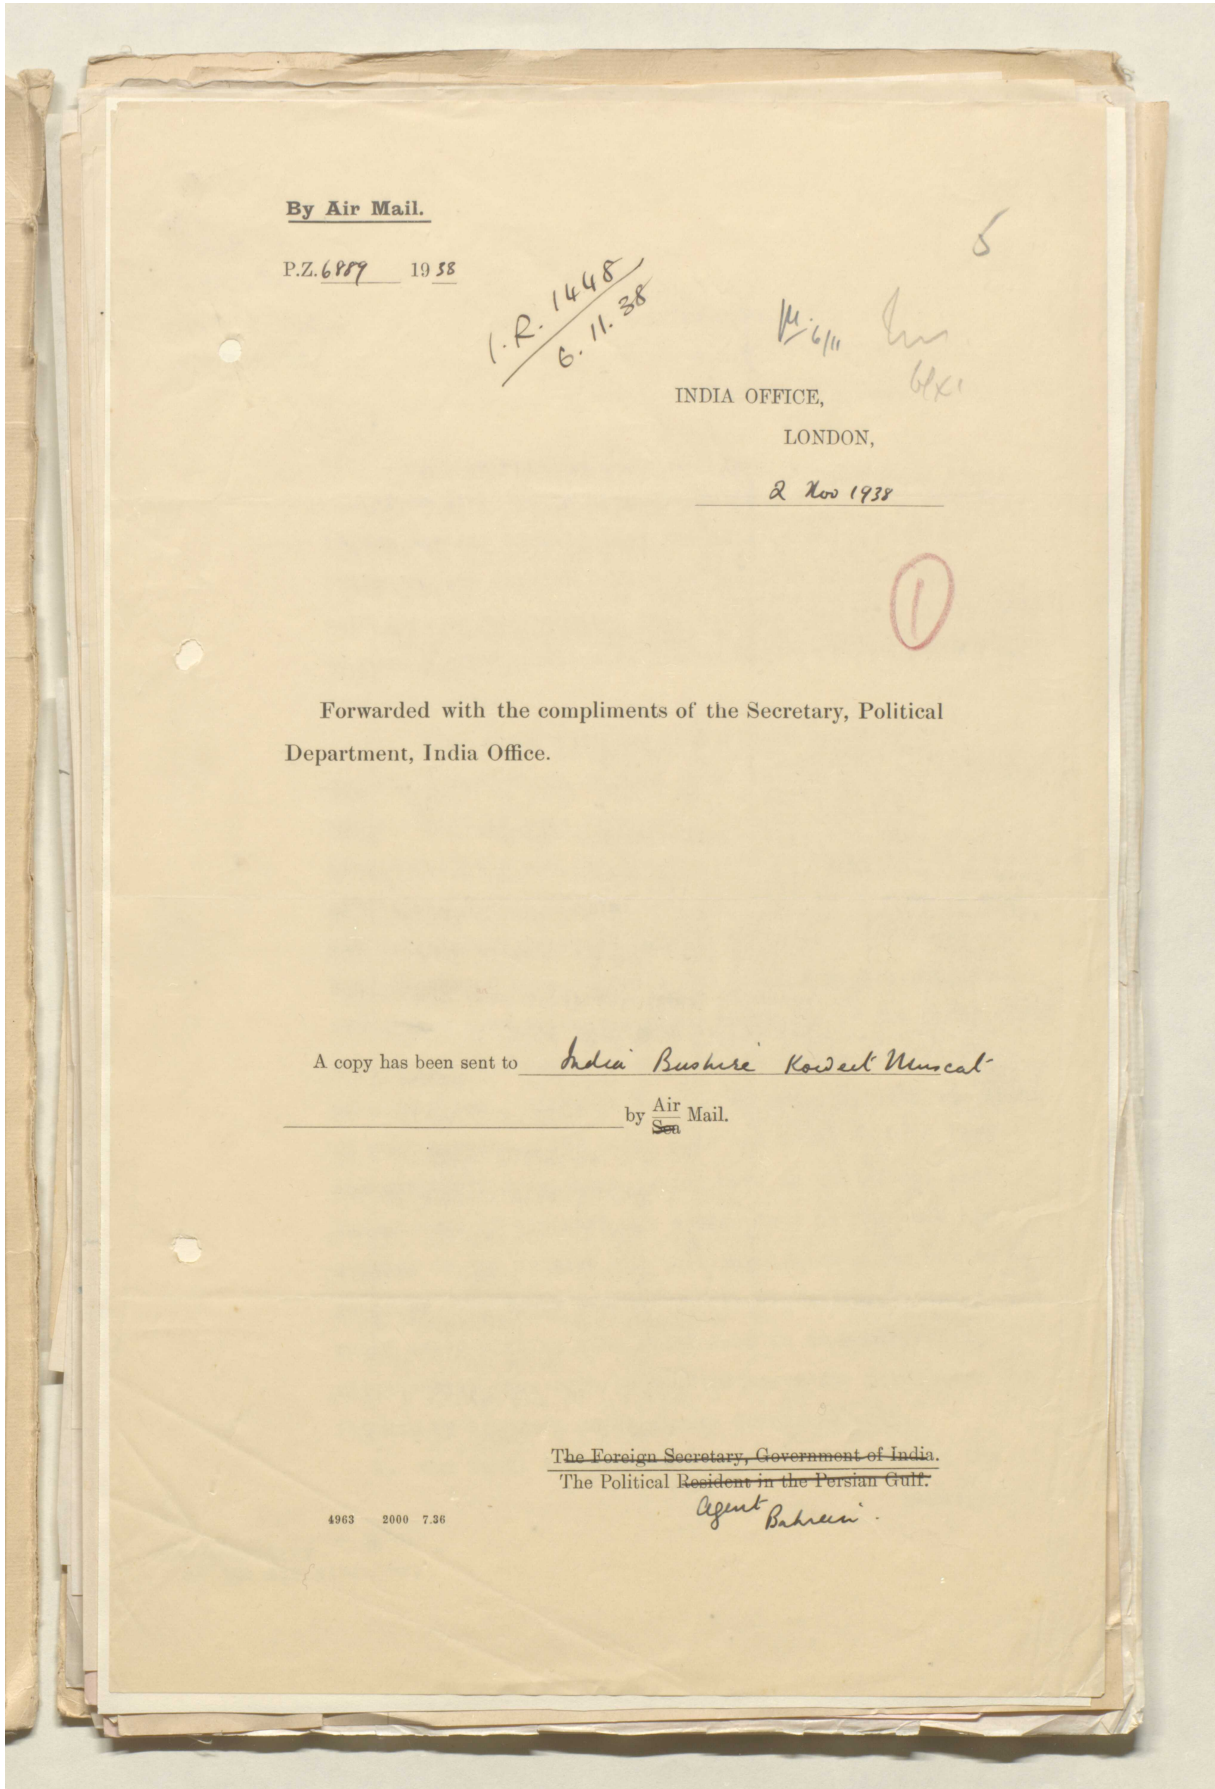 By Air Mail.
5
P.Z. 6889 1938
I.R. 1448
6.11.38
6/11
INDIA OFFICE,
LONDON,
2 Nov 1938
1
Forwarded with the compliments of the Secretary, Political
Department, India Office.
A copy has been sent to India Bushire Koweit Muscat
by Air Mail.
Sea
The Foreign Secretary, Government of India.
The Political Resident in the Persian Gulf.
Agent Bahrein.
4963 2000 7.36